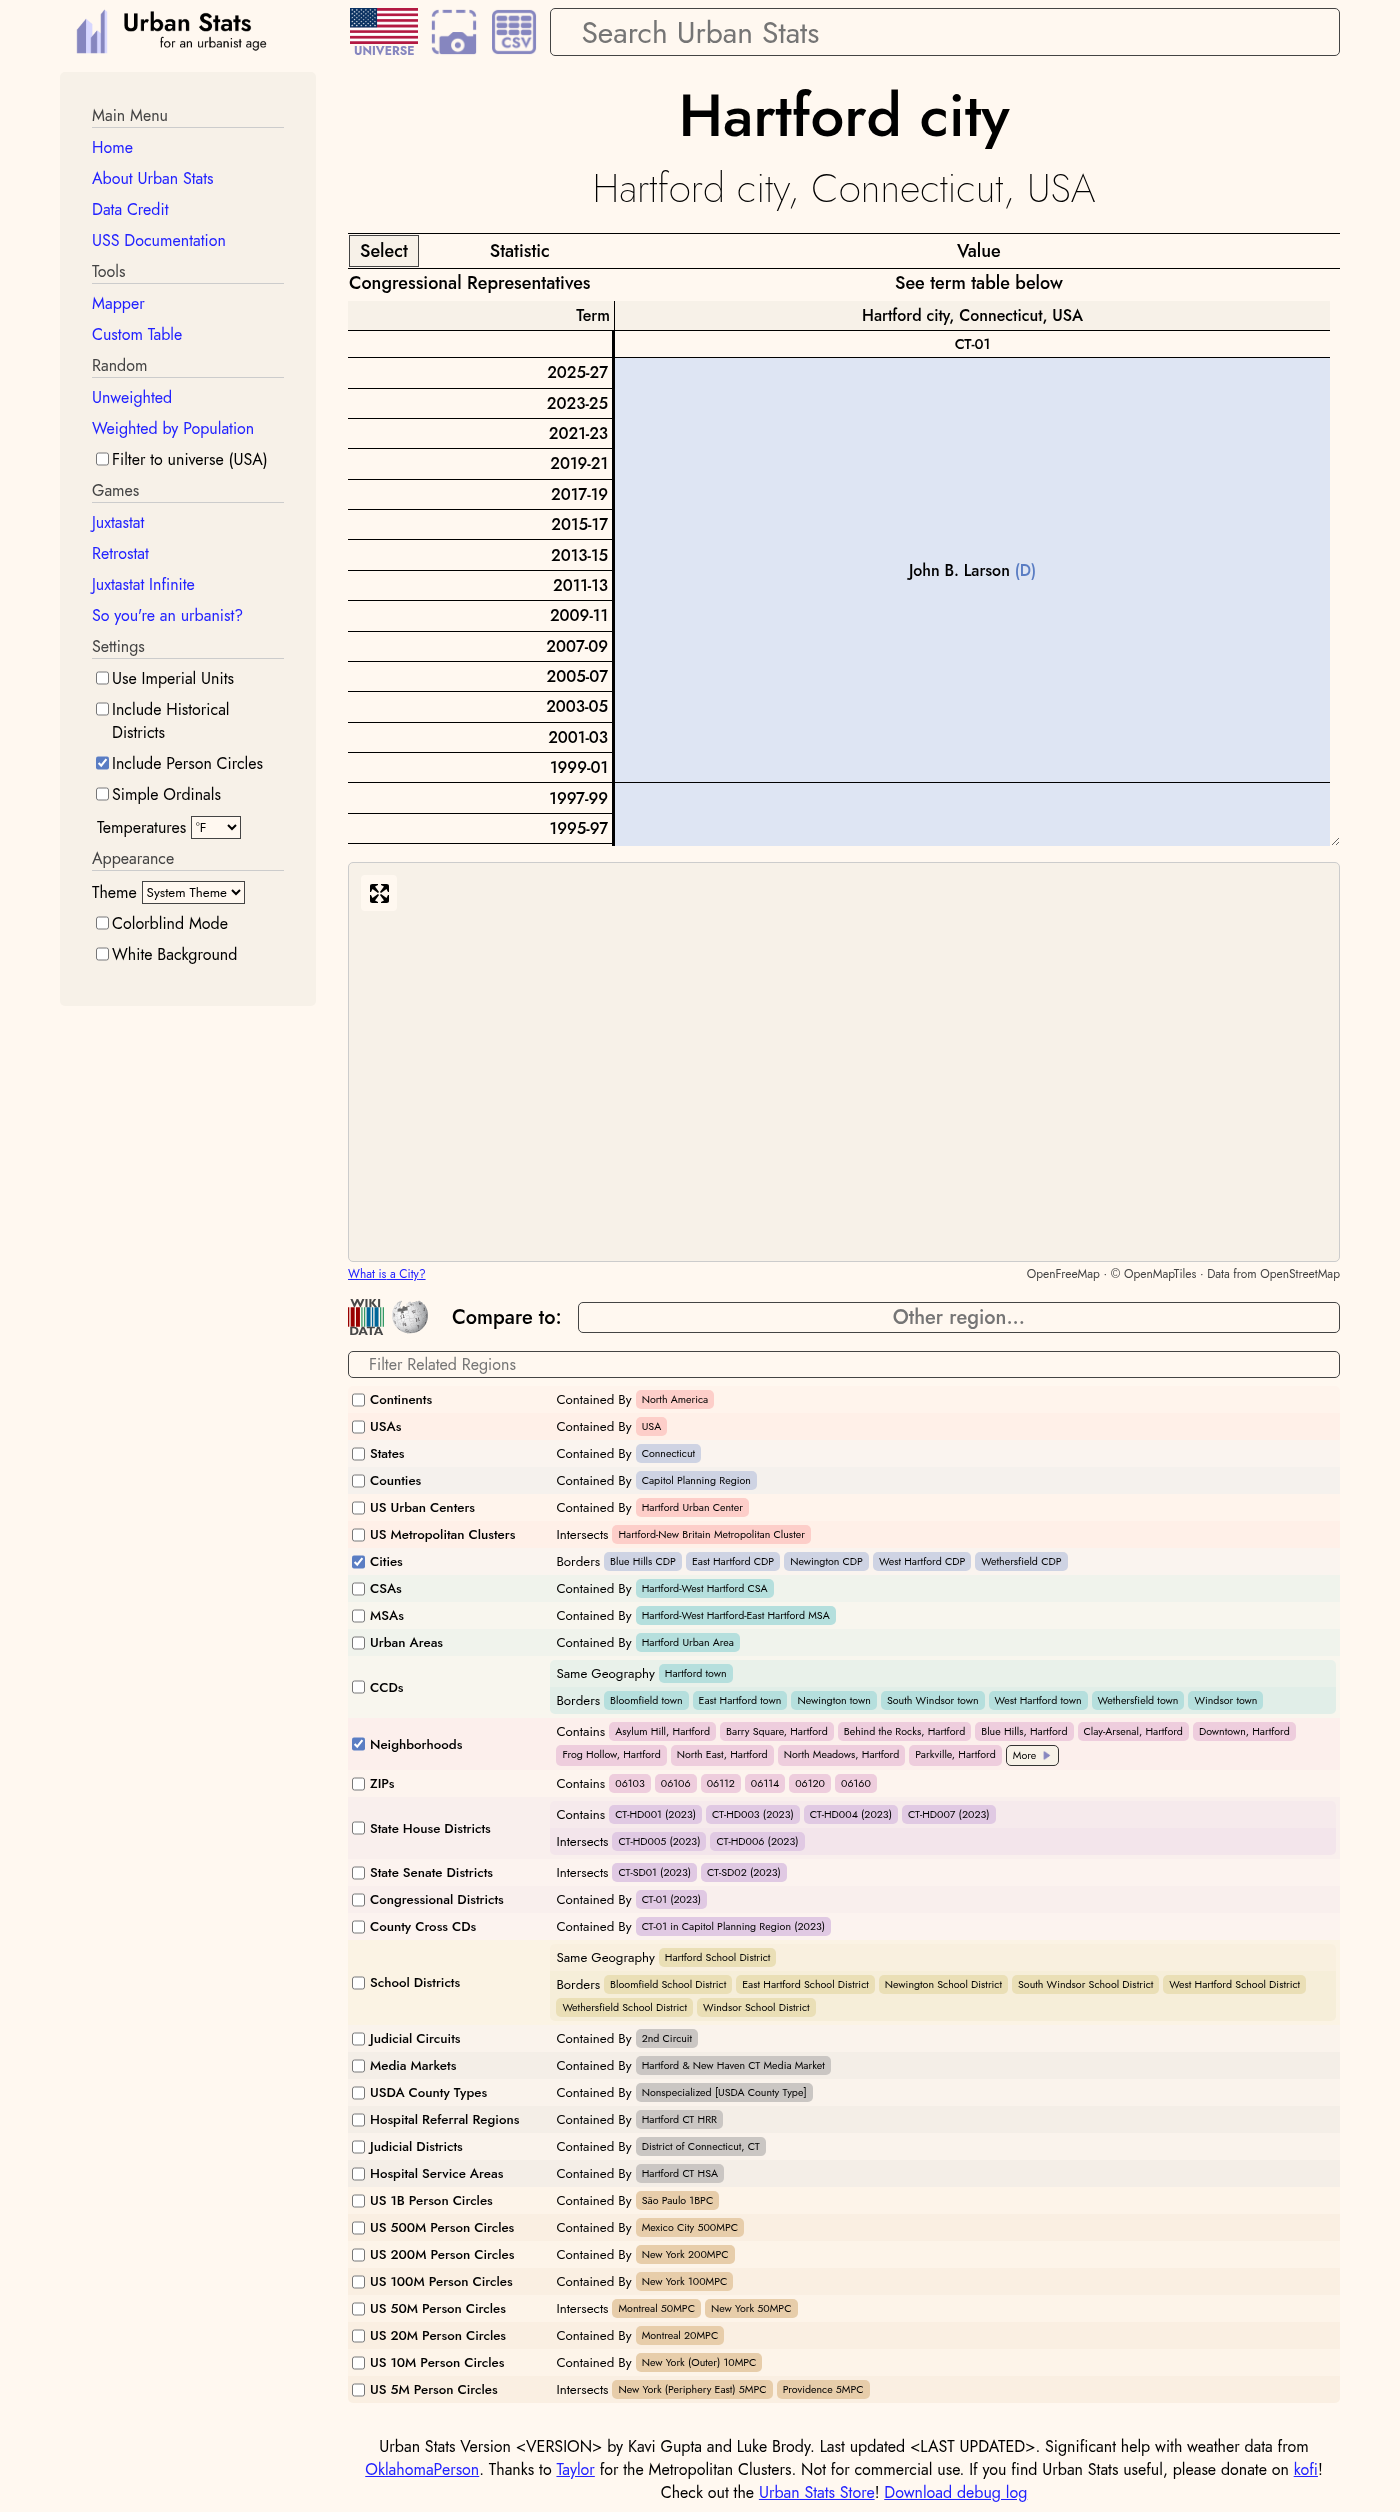 Urban Stats
for an urbanist age
UNIVERSE
CSV
Search Urban Stats
Main Menu
Home
About Urban Stats
Data Credit
USS Documentation
Tools
Mapper
Custom Table
Random
Unweighted
Weighted by Population
Filter to universe (USA)
Games
Juxtastat
Retrostat
Juxtastat Infinite
So you're an urbanist?
Settings
Use Imperial Units
Include Historical
Districts
Include Person Circles
Simple Ordinals
Temperatures °F
Appearance
Theme System Theme
Colorblind Mode
White Background
Hartford city
Hartford city, Connecticut, USA
Select Statistic Value
Congressional Representatives See term table below
Term Hartford city, Connecticut, USA
CT-01
2025-27
2023-25
2021-23
2019-21
2017-19
2015-17
2013-15
John B. Larson (D)
2011-13
2009-11
2007-09
2005-07
2003-05
2001-03
1999-01
1997-99
1995-97
What is a City? OpenFreeMap · © OpenMapTiles · Data from OpenStreetMap
WIKI
DATA
Compare to: Other region...
Filter Related Regions
Continents Contained By North America
USAs Contained By USA
States Contained By Connecticut
Counties Contained By Capitol Planning Region
US Urban Centers Contained By Hartford Urban Center
US Metropolitan Clusters Intersects Hartford-New Britain Metropolitan Cluster
Cities Borders Blue Hills CDP East Hartford CDP Newington CDP West Hartford CDP Wethersfield CDP
CSAs Contained By Hartford-West Hartford CSA
MSAs Contained By Hartford-West Hartford-East Hartford MSA
Urban Areas Contained By Hartford Urban Area
CCDs Same Geography Hartford town
Borders Bloomfield town East Hartford town Newington town South Windsor town West Hartford town Wethersfield town Windsor town
Neighborhoods Contains Asylum Hill, Hartford Barry Square, Hartford Behind the Rocks, Hartford Blue Hills, Hartford Clay-Arsenal, Hartford Downtown, Hartford
Frog Hollow, Hartford North East, Hartford North Meadows, Hartford Parkville, Hartford More
ZIPs Contains 06103 06106 06112 06114 06120 06160
State House Districts Contains CT-HD001 (2023) CT-HD003 (2023) CT-HD004 (2023) CT-HD007 (2023)
Intersects CT-HD005 (2023) CT-HD006 (2023)
State Senate Districts Intersects CT-SD01 (2023) CT-SD02 (2023)
Congressional Districts Contained By CT-01 (2023)
County Cross CDs Contained By CT-01 in Capitol Planning Region (2023)
School Districts Same Geography Hartford School District
Borders Bloomfield School District East Hartford School District Newington School District South Windsor School District West Hartford School District
Wethersfield School District Windsor School District
Judicial Circuits Contained By 2nd Circuit
Media Markets Contained By Hartford & New Haven CT Media Market
USDA County Types Contained By Nonspecialized [USDA County Type]
Hospital Referral Regions Contained By Hartford CT HRR
Judicial Districts Contained By District of Connecticut, CT
Hospital Service Areas Contained By Hartford CT HSA
US 1B Person Circles Contained By São Paulo 1BPC
US 500M Person Circles Contained By Mexico City 500MPC
US 200M Person Circles Contained By New York 200MPC
US 100M Person Circles Contained By New York 100MPC
US 50M Person Circles Intersects Montreal 50MPC New York 50MPC
US 20M Person Circles Contained By Montreal 20MPC
US 10M Person Circles Contained By New York (Outer) 10MPC
US 5M Person Circles Intersects New York (Periphery East) 5MPC Providence 5MPC
Urban Stats Version <VERSION> by Kavi Gupta and Luke Brody. Last updated <LAST UPDATED>. Significant help with weather data from
OklahomaPerson. Thanks to Taylor for the Metropolitan Clusters. Not for commercial use. If you find Urban Stats useful, please donate on kofi!
Check out the Urban Stats Store! Download debug log